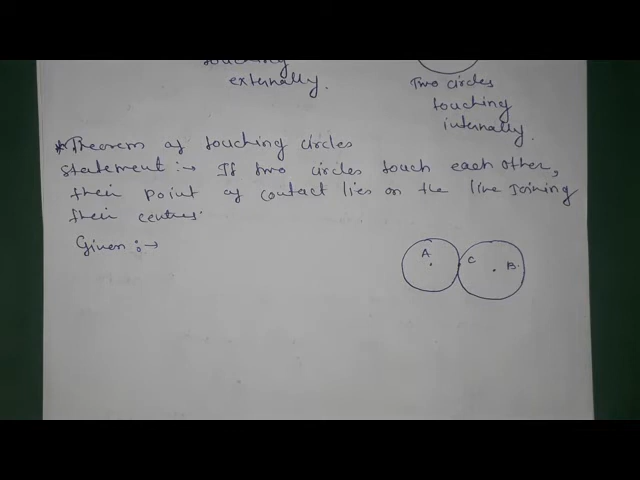 touching
externally.
Two circles
touching
internally.
*Theorem of touching circles
Statement :→ If two circles touch each other,
their point of contact lies on the line joining
their centres.
Given :→
A C B